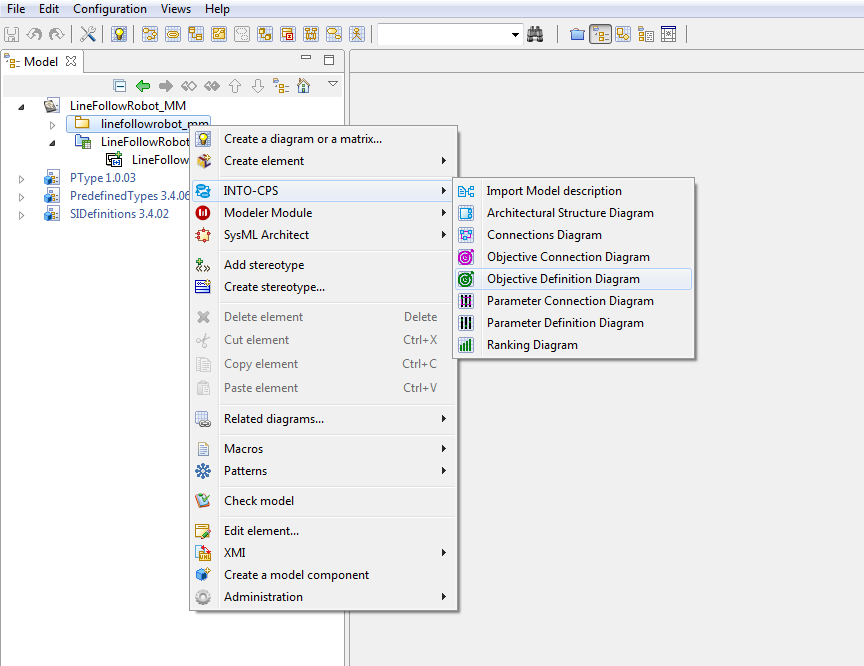 File Edit Configuration Views Help
Model
LineFollowRobot_MM
linefollowrobot_mm
LineFollowRobot
LineFollow
PType 1.0.03
PredefinedTypes 3.4.06
SIDefinitions 3.4.02
Create a diagram or a matrix...
Create element
INTO-CPS
Modeler Module
SysML Architect
Add stereotype
Create stereotype...
Delete element Delete
Cut element Ctrl+X
Copy element Ctrl+C
Paste element Ctrl+V
Related diagrams...
Macros
Patterns
Check model
Edit element...
XMI
Create a model component
Administration
Import Model description
Architectural Structure Diagram
Connections Diagram
Objective Connection Diagram
Objective Definition Diagram
Parameter Connection Diagram
Parameter Definition Diagram
Ranking Diagram